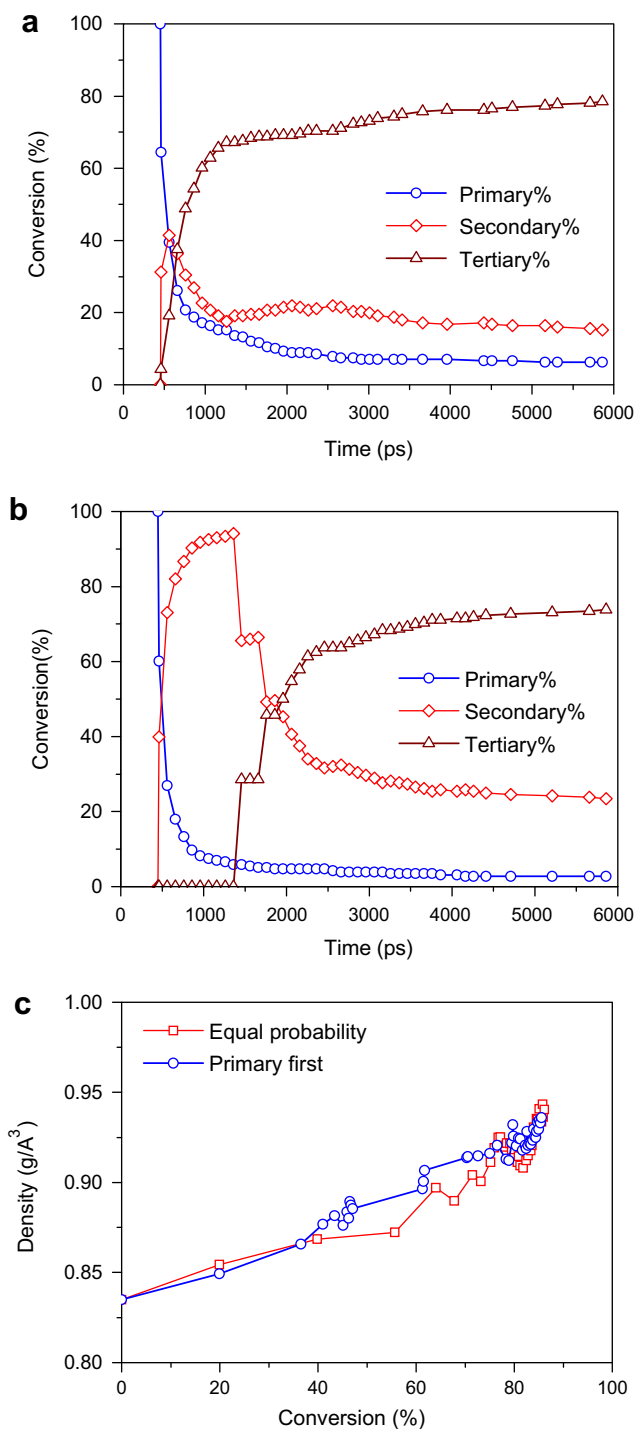 a
100
80
60
40
20
0
Conversion (%)
Primary%
Secondary%
Tertiary%
0 1000 2000 3000 4000 5000 6000
Time (ps)
b
100
80
60
40
20
0
Conversion(%)
Primary%
Secondary%
Tertiary%
0 1000 2000 3000 4000 5000 6000
Time (ps)
c
1.00
0.95
0.90
0.85
0.80
Density (g/A³)
Equal probability
Primary first
0 20 40 60 80 100
Conversion (%)